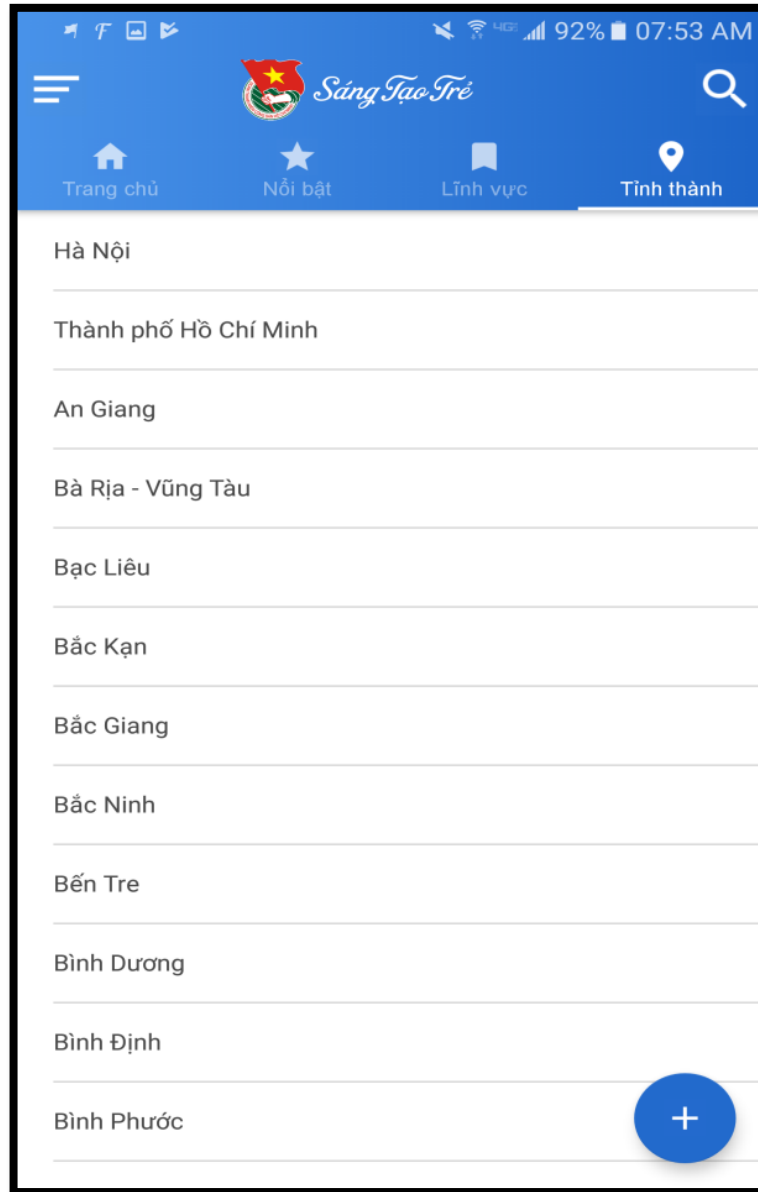 92% 07:53 AM
Sáng Tạo Trẻ
Trang chủ Nổi bật Lĩnh vực Tỉnh thành
Hà Nội
Thành phố Hồ Chí Minh
An Giang
Bà Rịa - Vũng Tàu
Bạc Liêu
Bắc Kạn
Bắc Giang
Bắc Ninh
Bến Tre
Bình Dương
Bình Định
Bình Phước
+